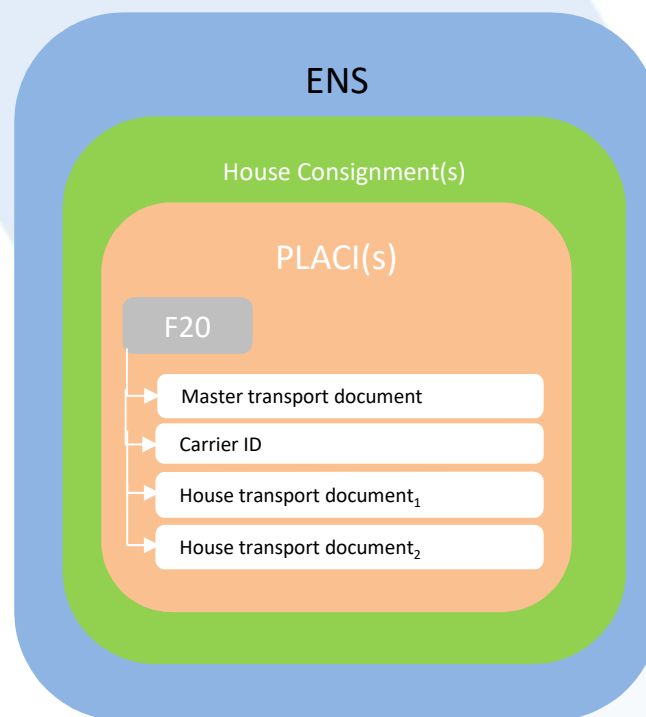 ENS
House Consignment(s)
PLACI(s)
F20
Master transport document
Carrier ID
House transport document₁
House transport document₂